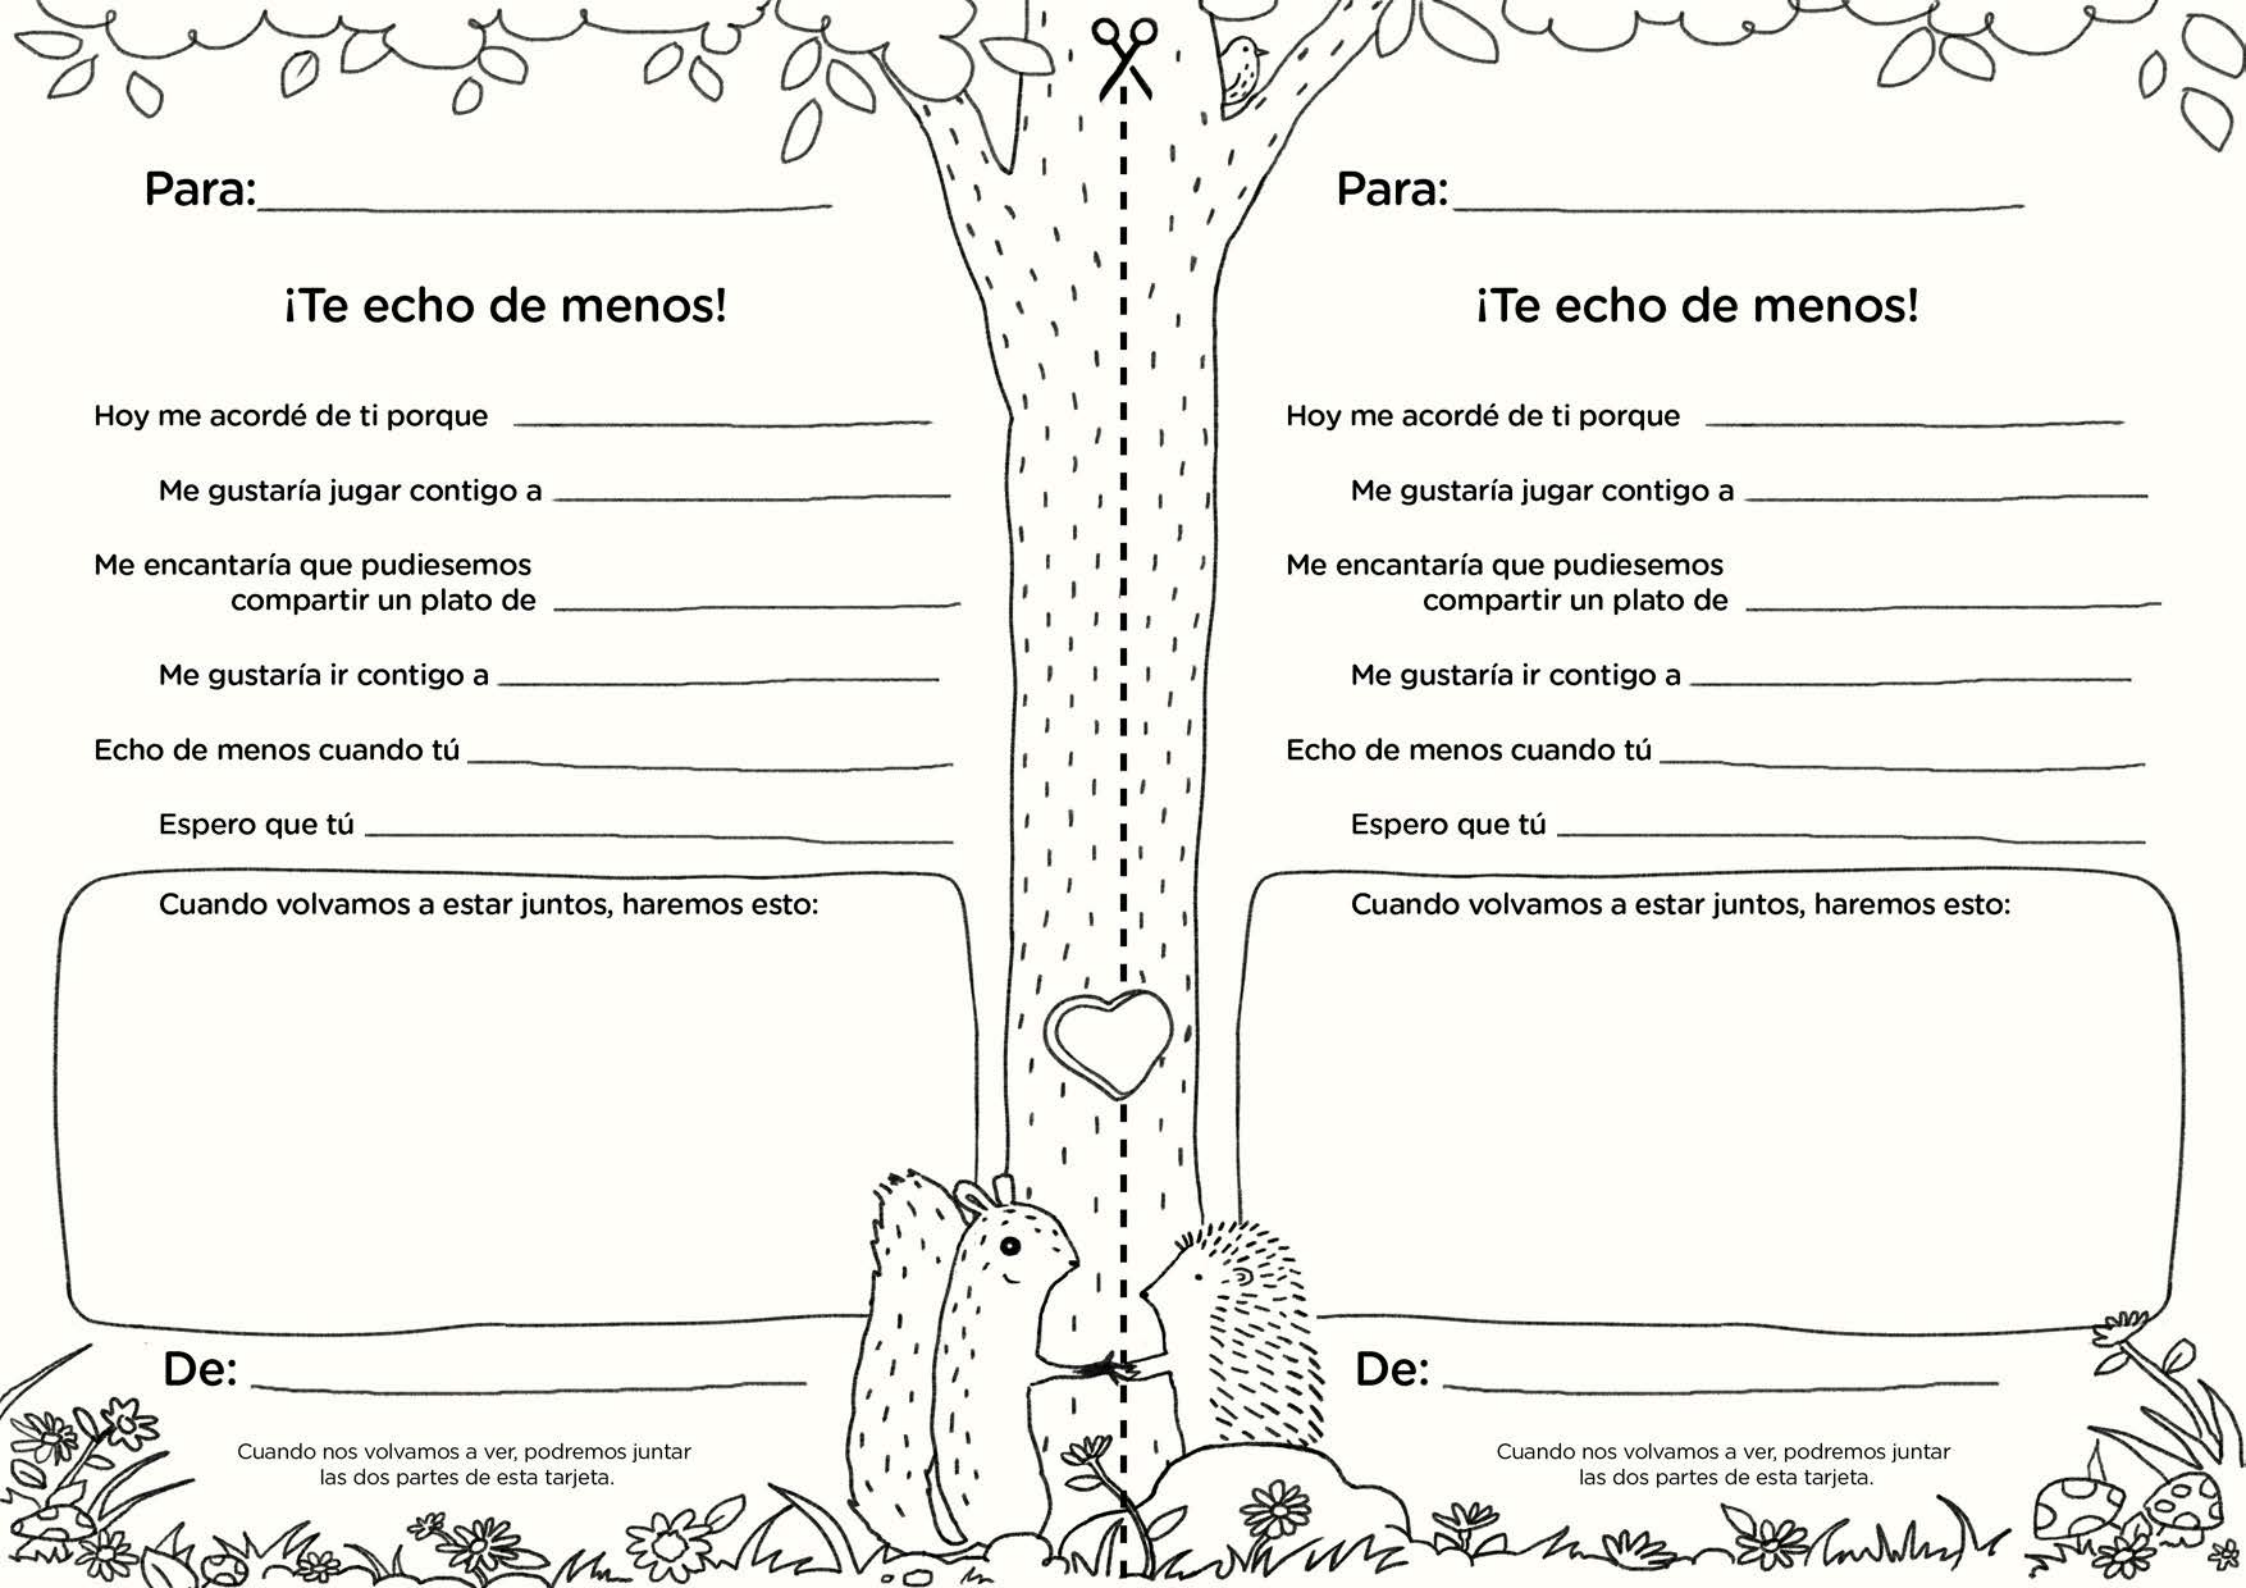 Para:
¡Te echo de menos!
Hoy me acordé de ti porque
Me gustaría jugar contigo a
Me encantaría que pudiesemos
compartir un plato de
Me gustaría ir contigo a
Echo de menos cuando tú
Espero que tú
Cuando volvamos a estar juntos, haremos esto:
De:
Cuando nos volvamos a ver, podremos juntar
las dos partes de esta tarjeta.
Para:
¡Te echo de menos!
Hoy me acordé de ti porque
Me gustaría jugar contigo a
Me encantaría que pudiesemos
compartir un plato de
Me gustaría ir contigo a
Echo de menos cuando tú
Espero que tú
Cuando volvamos a estar juntos, haremos esto:
De:
Cuando nos volvamos a ver, podremos juntar
las dos partes de esta tarjeta.